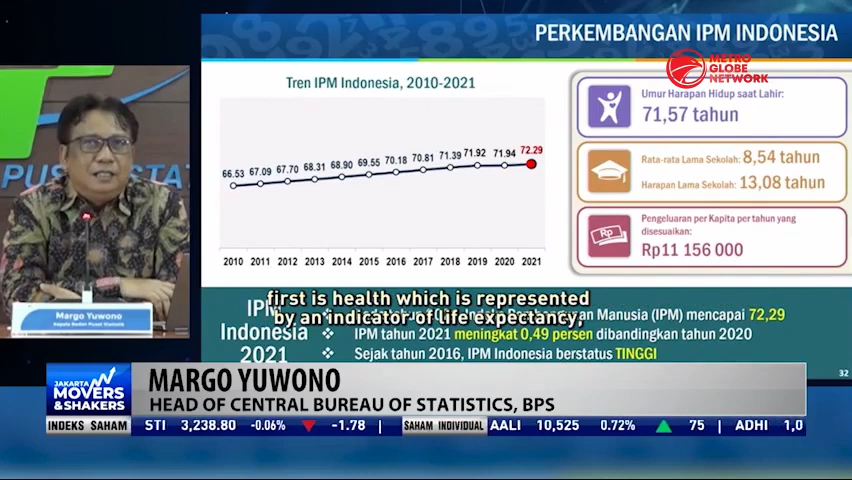 PERKEMBANGAN IPM INDONESIA
METRO
GLOBE
NETWORK
Tren IPM Indonesia, 2010-2021
66.53 67.09 67.70 68.31 68.90 69.55 70.18 70.81 71.39 71.92 71.94 72.29
2010 2011 2012 2013 2014 2015 2016 2017 2018 2019 2020 2021
Umur Harapan Hidup saat Lahir:
71,57 tahun
Rata-rata Lama Sekolah: 8,54 tahun
Harapan Lama Sekolah: 13,08 tahun
Rp
Pengeluaran per Kapita per tahun yang
disesuaikan:
Rp11 156 000
PUS
STAT
Margo Yuwono
Kepala Badan Pusat Statistik
first is health which is represented
by an indicator of life expectancy,
IPM
Indonesia
2021
Manusia (IPM) mencapai 72,29
IPM tahun 2021 meningkat 0,49 persen dibandingkan tahun 2020
Sejak tahun 2016, IPM Indonesia berstatus TINGGI
32
JAKARTA
MOVERS
& SHAKERS
MARGO YUWONO
HEAD OF CENTRAL BUREAU OF STATISTICS, BPS
INDEKS SAHAM STI 3,238.80 -0.06% -1.78 | SAHAM INDIVIDUAL AALI 10,525 0.72% 75 | ADHI 1,0